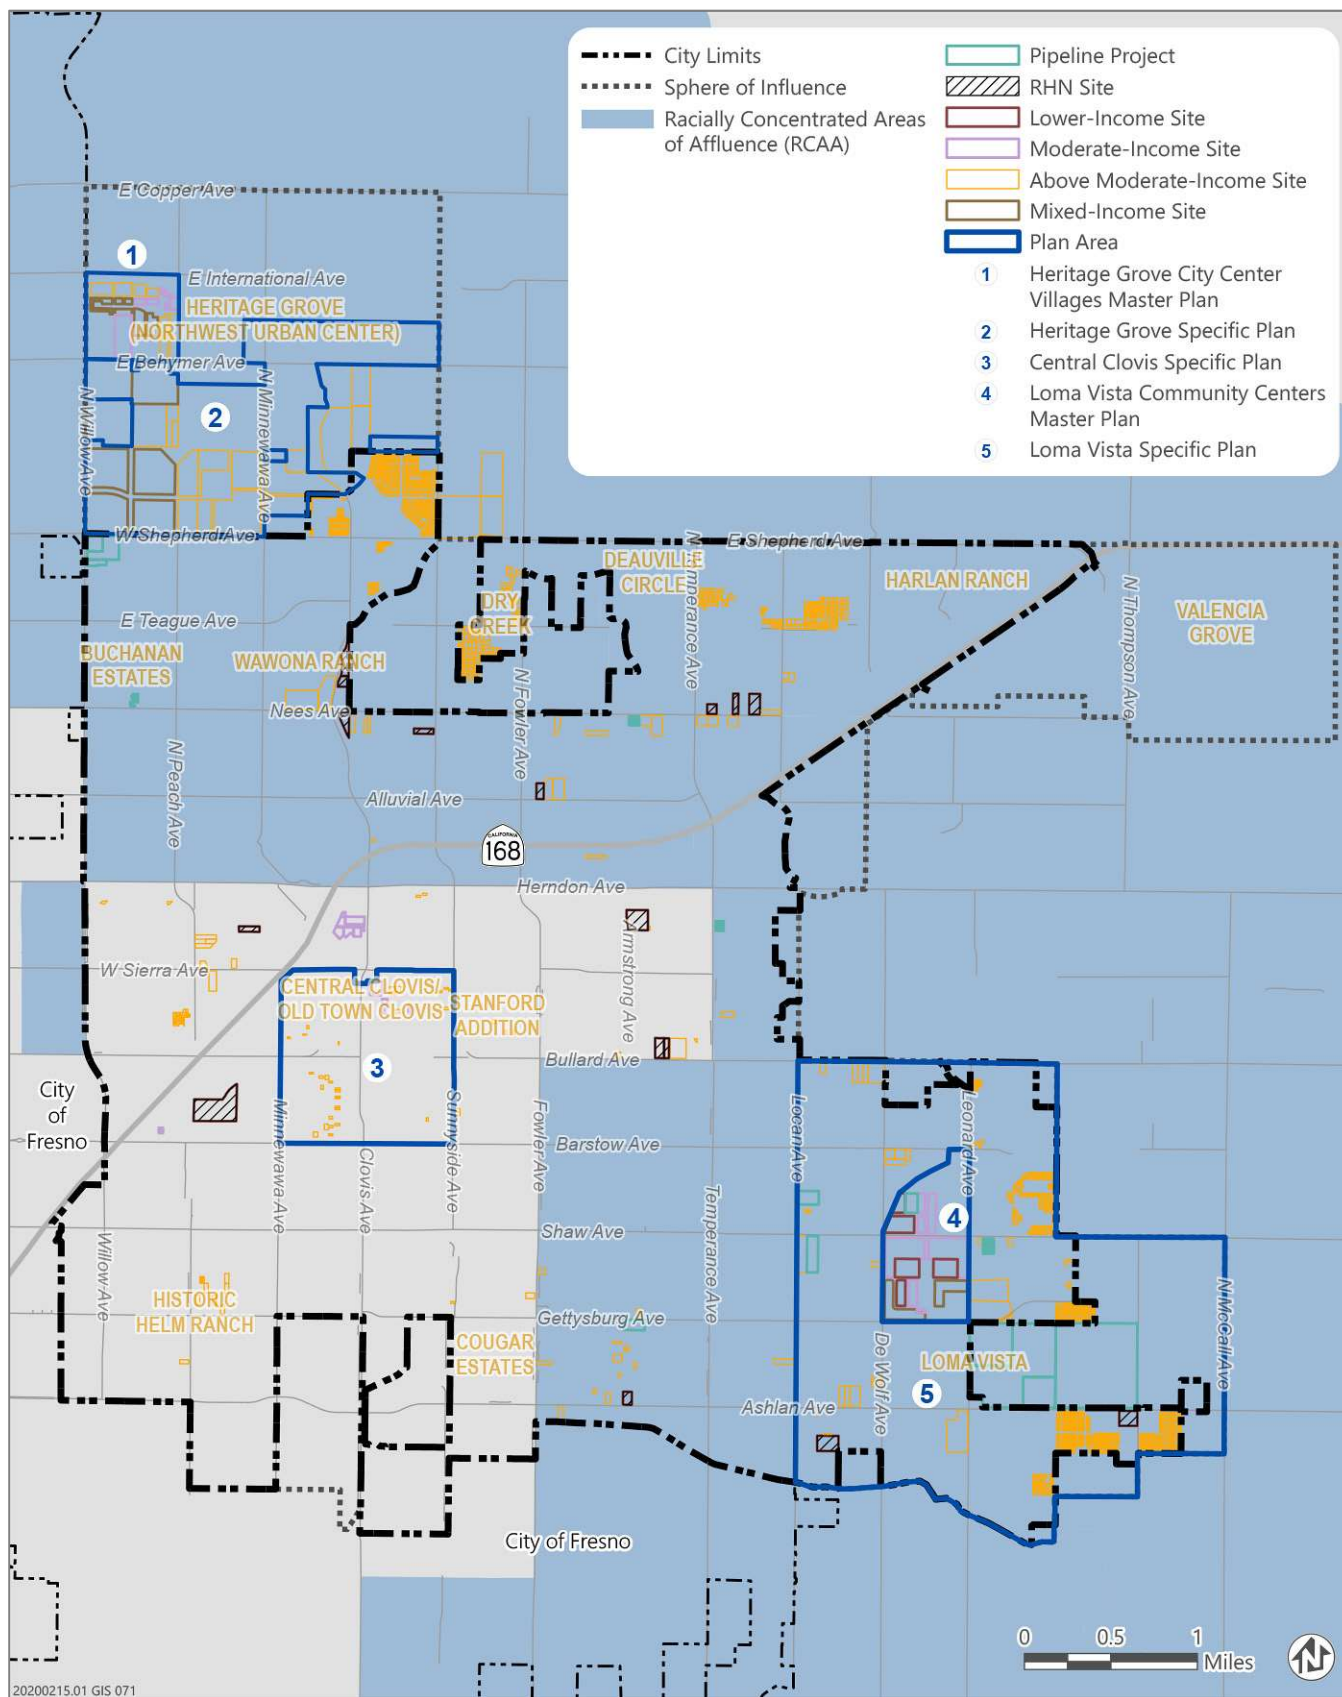 City Limits
Sphere of Influence
Racially Concentrated Areas
of Affluence (RCAA)
Pipeline Project
RHN Site
Lower-Income Site
Moderate-Income Site
Above Moderate-Income Site
Mixed-Income Site
Plan Area
1 Heritage Grove City Center
Villages Master Plan
2 Heritage Grove Specific Plan
3 Central Clovis Specific Plan
4 Loma Vista Community Centers
Master Plan
5 Loma Vista Specific Plan
E Copper Ave
1
E International Ave
HERITAGE GROVE
(NORTHWEST URBAN CENTER)
E Behymer Ave
N Willow Ave
N Minnewawa Ave
2
W Shepherd Ave
E Shepherd Ave
N Temperance Ave
DEAUVILLE
CIRCLE
HARLAN RANCH
N Thompson Ave
VALENCIA
GROVE
DRY
CREEK
E Teague Ave
BUCHANAN
ESTATES
WAWONA RANCH
Nees Ave
N Fowler Ave
N Peach Ave
Alluvial Ave
CALIFORNIA
168
Herndon Ave
Armstrong Ave
W Sierra Ave
CENTRAL CLOVIS/
OLD TOWN CLOVIS
STANFORD
ADDITION
3
Bullard Ave
City
of
Fresno
Minnewawa Ave
Clovis Ave
Sunnyside Ave
Fowler Ave
Barstow Ave
Locan Ave
Leonard Ave
Temperance Ave
4
Shaw Ave
Willow Ave
HISTORIC
HELM RANCH
Gettysburg Ave
COUGAR
ESTATES
De Wolf Ave
LOMA VISTA
N McCall Ave
5
Ashlan Ave
City of Fresno
0 0.5 1
Miles
N
20200215.01 GIS 071